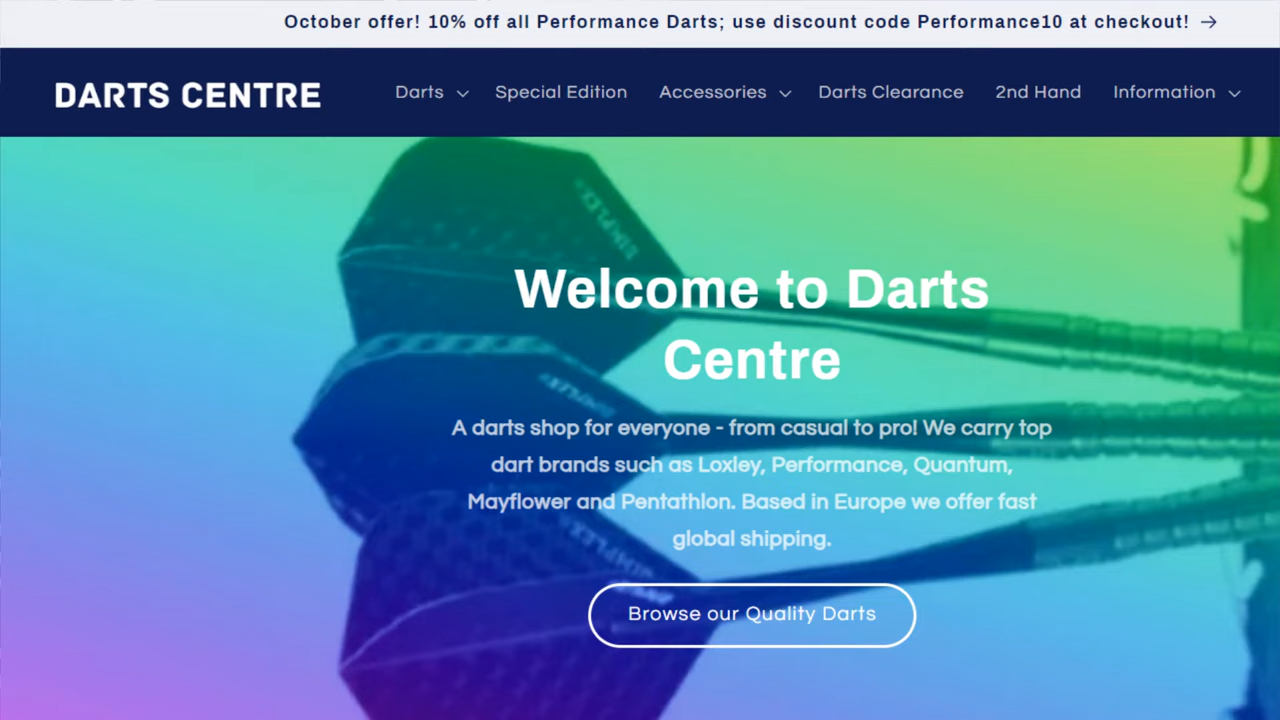 October offer! 10% off all Performance Darts; use discount code Performance10 at checkout! →
DARTS CENTRE
Darts
Special Edition
Accessories
Darts Clearance
2nd Hand
Information
SIMPLEX
Welcome to Darts
Centre
SIMPLEX
A darts shop for everyone - from casual to pro! We carry top
dart brands such as Loxley, Performance, Quantum,
Mayflower and Pentathlon. Based in Europe we offer fast
global shipping.
SIMPLEX
Browse our Quality Darts